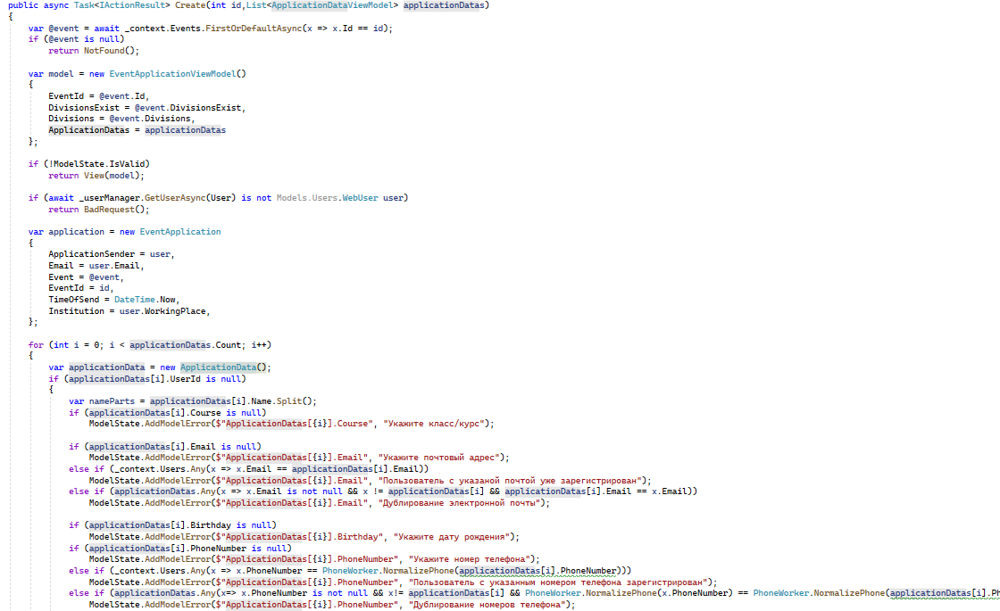 public async Task<IActionResult> Create(int id,List<ApplicationDataViewModel> applicationDatas)
{
var @event = await _context.Events.FirstOrDefaultAsync(x => x.Id == id);
if (@event is null)
return NotFound();
var model = new EventApplicationViewModel()
{
EventId = @event.Id,
DivisionsExist = @event.DivisionsExist,
Divisions = @event.Divisions,
ApplicationDatas = applicationDatas
};
if (!ModelState.IsValid)
return View(model);
if (await _userManager.GetUserAsync(User) is not Models.Users.WebUser user)
return BadRequest();
var application = new EventApplication
{
ApplicationSender = user,
Email = user.Email,
Event = @event,
EventId = id,
TimeOfSend = DateTime.Now,
Institution = user.WorkingPlace,
};
for (int i = 0; i < applicationDatas.Count; i++)
{
var applicationData = new ApplicationData();
if (applicationDatas[i].UserId is null)
{
var nameParts = applicationDatas[i].Name.Split();
if (applicationDatas[i].Course is null)
ModelState.AddModelError($"ApplicationDatas[{i}].Course", "Укажите класс/курс");
if (applicationDatas[i].Email is null)
ModelState.AddModelError($"ApplicationDatas[{i}].Email", "Укажите почтовый адрес");
else if (_context.Users.Any(x => x.Email == applicationDatas[i].Email))
ModelState.AddModelError($"ApplicationDatas[{i}].Email", "Пользователь с указаной почтой уже зарегистрирован");
else if (applicationDatas.Any(x => x.Email is not null && x != applicationDatas[i] && applicationDatas[i].Email == x.Email))
ModelState.AddModelError($"ApplicationDatas[{i}].Email", "Дублирование электронной почты");
if (applicationDatas[i].Birthday is null)
ModelState.AddModelError($"ApplicationDatas[{i}].Birthday", "Укажите дату рождения");
if (applicationDatas[i].PhoneNumber is null)
ModelState.AddModelError($"ApplicationDatas[{i}].PhoneNumber", "Укажите номер телефона");
else if (_context.Users.Any(x => x.PhoneNumber == PhoneWorker.NormalizePhone(applicationDatas[i].PhoneNumber)))
ModelState.AddModelError($"ApplicationDatas[{i}].PhoneNumber", "Пользователь с указанным номером телефона зарегистрирован");
else if (applicationDatas.Any(x=> x.PhoneNumber is not null && x!= applicationDatas[i] && PhoneWorker.NormalizePhone(x.PhoneNumber) == PhoneWorker.NormalizePhone(applicationDatas[i].Ph
ModelState.AddModelError($"ApplicationDatas[{i}].PhoneNumber", "Дублирование номеров телефона");